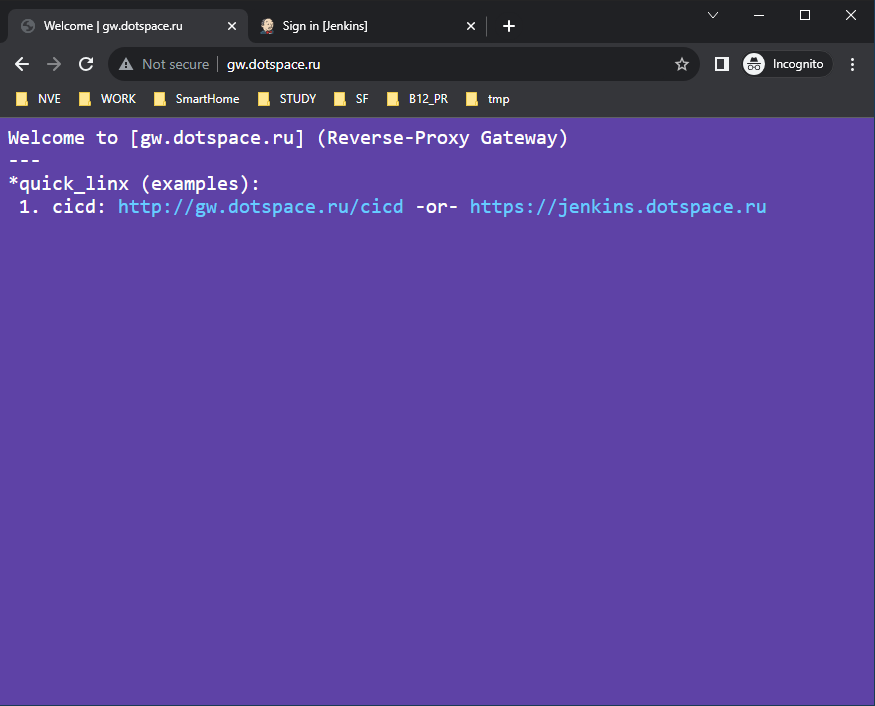 Welcome | gw.dotspace.ru
Sign in [Jenkins]
Not secure
gw.dotspace.ru
Incognito
NVE
WORK
SmartHome
STUDY
SF
B12_PR
tmp
Welcome to [gw.dotspace.ru] (Reverse-Proxy Gateway)
---
*quick_linx (examples):
1. cicd: http://gw.dotspace.ru/cicd -or- https://jenkins.dotspace.ru